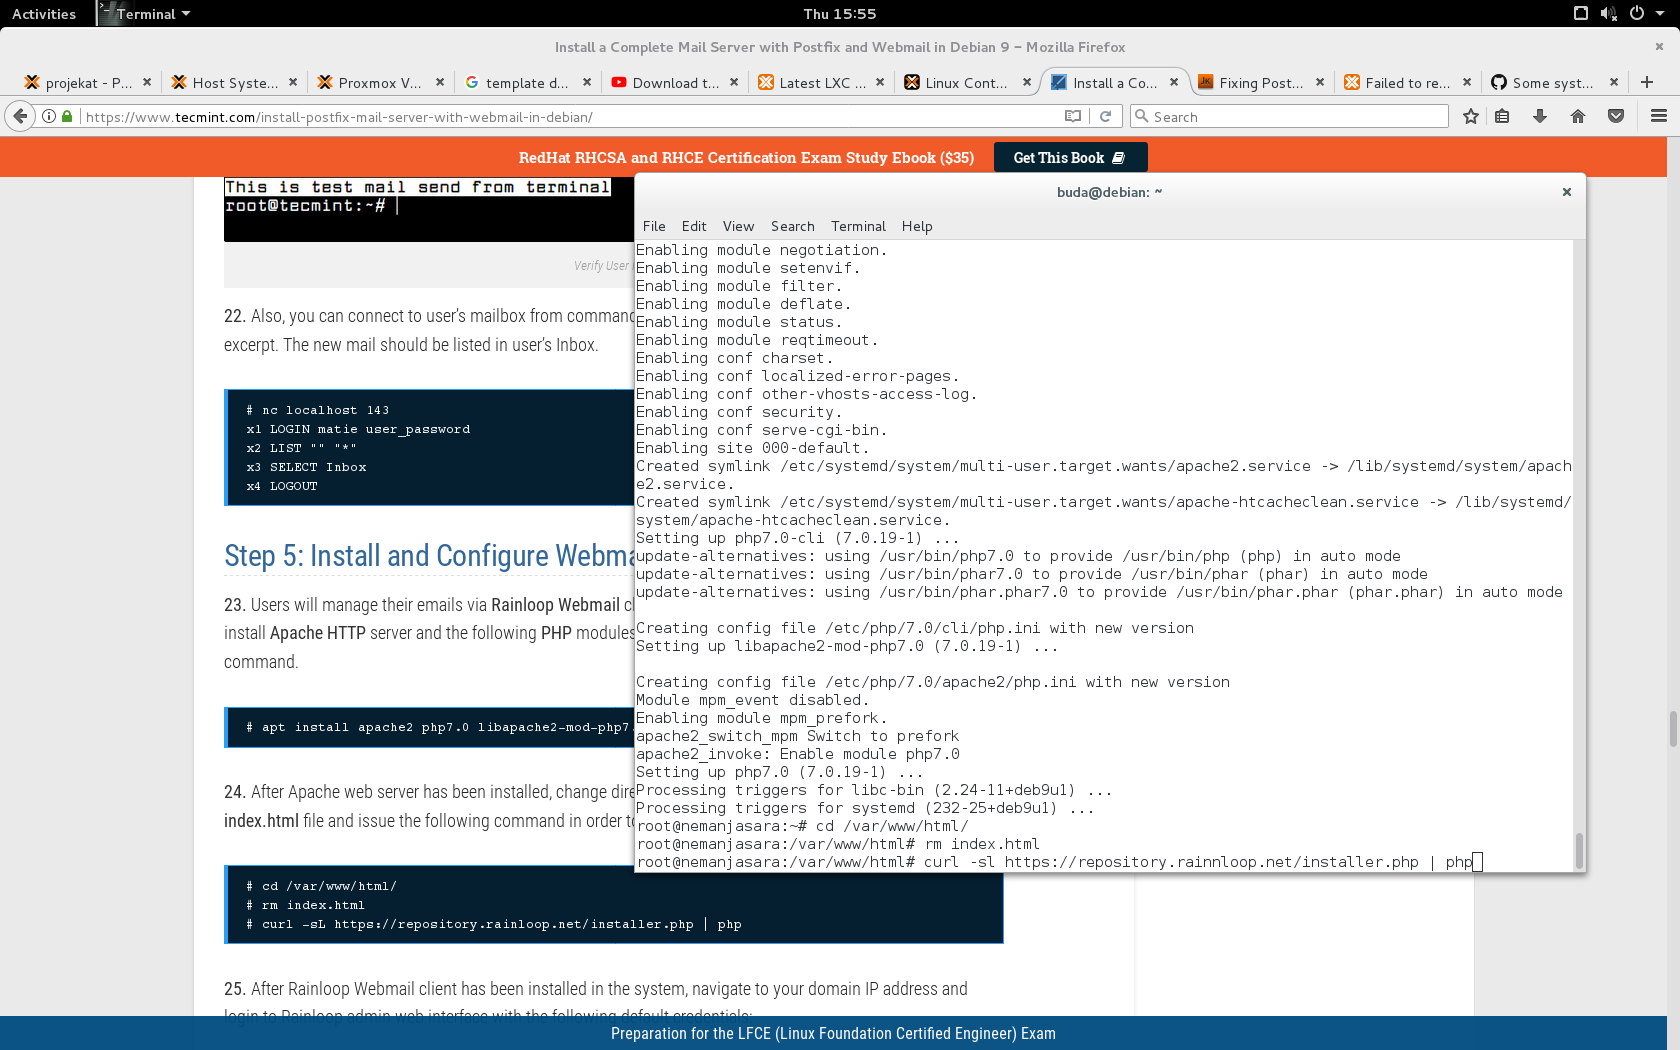 Activities
Terminal
Thu 15:55
Install a Complete Mail Server with Postfix and Webmail in Debian 9 – Mozilla Firefox
projekat - P...
Host Syste...
Proxmox V...
template d...
Download t...
Latest LXC ...
Linux Cont...
Install a Co...
Fixing Post...
Failed to re...
Some syst...
https://www.tecmint.com/install-postfix-mail-server-with-webmail-in-debian/
Search
RedHat RHCSA and RHCE Certification Exam Study Ebook ($35)
Get This Book
This is test mail send from terminal
root@tecmint:~#
Verify User
22. Also, you can connect to user’s mailbox from command
excerpt. The new mail should be listed in user’s Inbox.
# nc localhost 143
x1 LOGIN matie user_password
x2 LIST "" "*"
x3 SELECT Inbox
x4 LOGOUT
Step 5: Install and Configure Webma
23. Users will manage their emails via Rainloop Webmail cl
install Apache HTTP server and the following PHP modules
command.
# apt install apache2 php7.0 libapache2-mod-php7
24. After Apache web server has been installed, change dire
index.html file and issue the following command in order to
# cd /var/www/html/
# rm index.html
# curl -sL https://repository.rainloop.net/installer.php | php
25. After Rainloop Webmail client has been installed in the system, navigate to your domain IP address and
login to Rainloop admin web interface with the following default credentials:
Preparation for the LFCE (Linux Foundation Certified Engineer) Exam
buda@debian: ~
File Edit View Search Terminal Help
Enabling module negotiation.
Enabling module setenvif.
Enabling module filter.
Enabling module deflate.
Enabling module status.
Enabling module reqtimeout.
Enabling conf charset.
Enabling conf localized-error-pages.
Enabling conf other-vhosts-access-log.
Enabling conf security.
Enabling conf serve-cgi-bin.
Enabling site 000-default.
Created symlink /etc/systemd/system/multi-user.target.wants/apache2.service -> /lib/systemd/system/apach
e2.service.
Created symlink /etc/systemd/system/multi-user.target.wants/apache-htcacheclean.service -> /lib/systemd/
system/apache-htcacheclean.service.
Setting up php7.0-cli (7.0.19-1) ...
update-alternatives: using /usr/bin/php7.0 to provide /usr/bin/php (php) in auto mode
update-alternatives: using /usr/bin/phar7.0 to provide /usr/bin/phar (phar) in auto mode
update-alternatives: using /usr/bin/phar.phar7.0 to provide /usr/bin/phar.phar (phar.phar) in auto mode
Creating config file /etc/php/7.0/cli/php.ini with new version
Setting up libapache2-mod-php7.0 (7.0.19-1) ...
Creating config file /etc/php/7.0/apache2/php.ini with new version
Module mpm_event disabled.
Enabling module mpm_prefork.
apache2_switch_mpm Switch to prefork
apache2_invoke: Enable module php7.0
Setting up php7.0 (7.0.19-1) ...
Processing triggers for libc-bin (2.24-11+deb9u1) ...
Processing triggers for systemd (232-25+deb9u1) ...
root@nemanjasara:~# cd /var/www/html/
root@nemanjasara:/var/www/html# rm index.html
root@nemanjasara:/var/www/html# curl -sl https://repository.rainnloop.net/installer.php | php